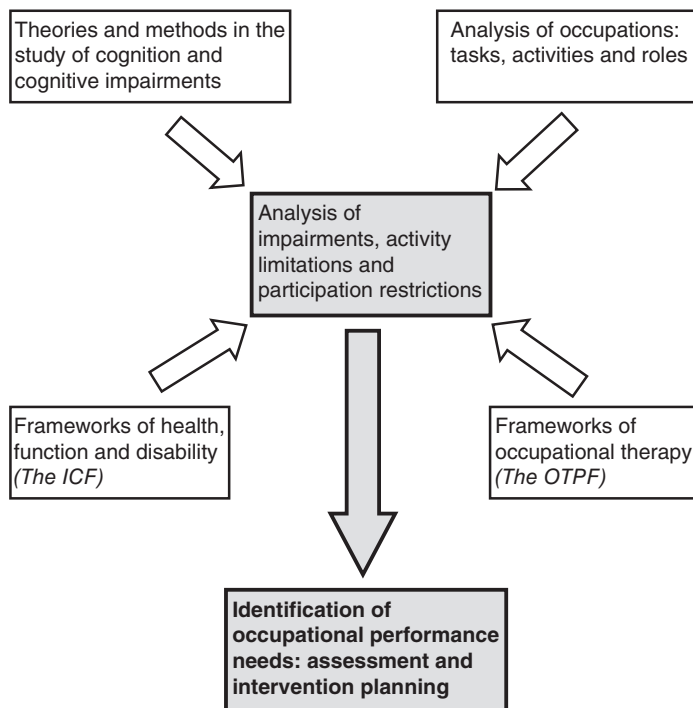 Theories and methods in the
study of cognition and
cognitive impairments
Analysis of occupations:
tasks, activities and roles
Analysis of
impairments, activity
limitations and
participation restrictions
Frameworks of health,
function and disability
(The ICF)
Frameworks of
occupational therapy
(The OTPF)
Identification of
occupational performance
needs: assessment and
intervention planning